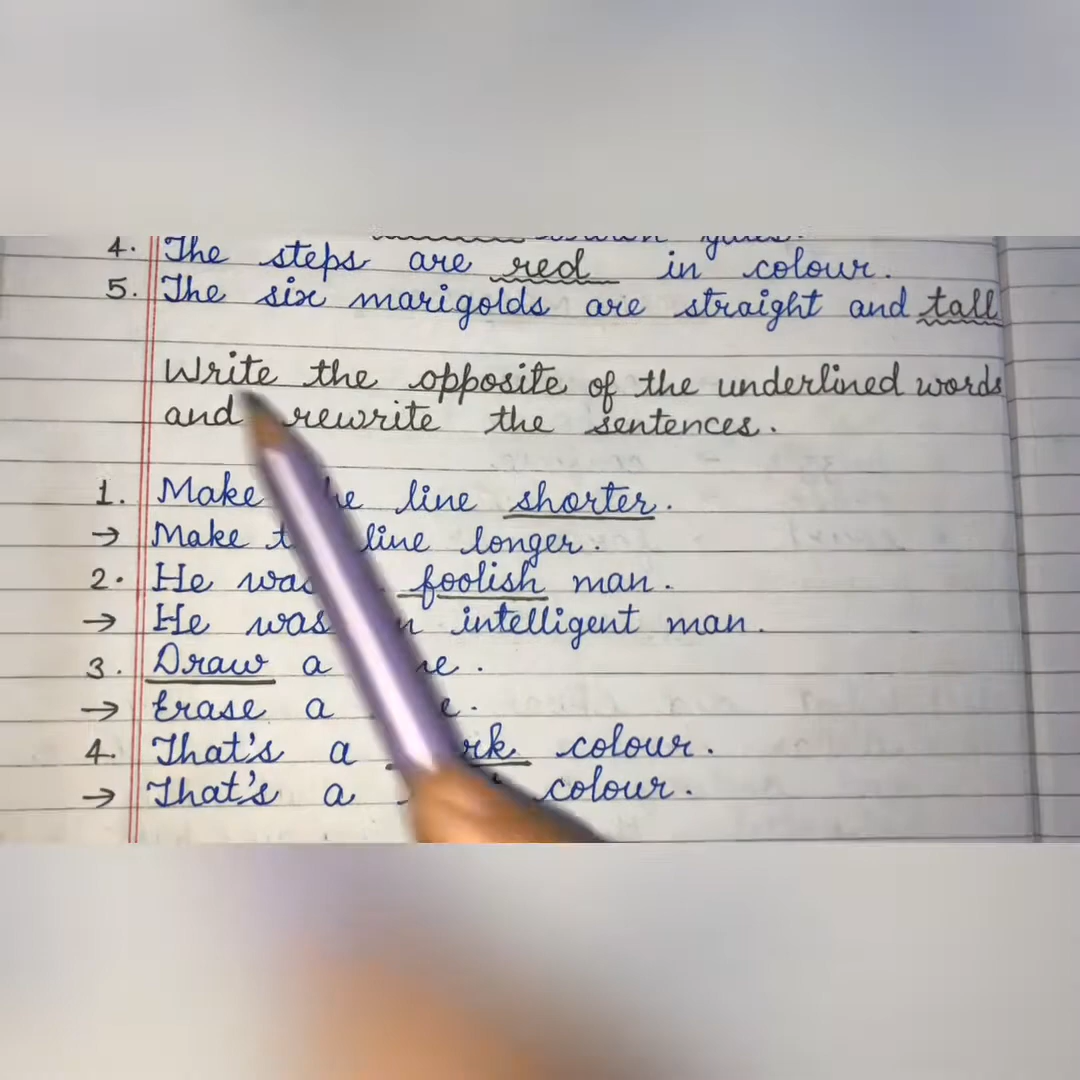 4. The steps are red in colour.
5. The six marigolds are straight and tall
Write the opposite of the underlined words
and rewrite the sentences.
1. Make line shorter.
→ Make line longer.
2. He was foolish man.
→ He was intelligent man.
3. Draw a
→ Erase a
4. That's a colour.
→ That's a colour.